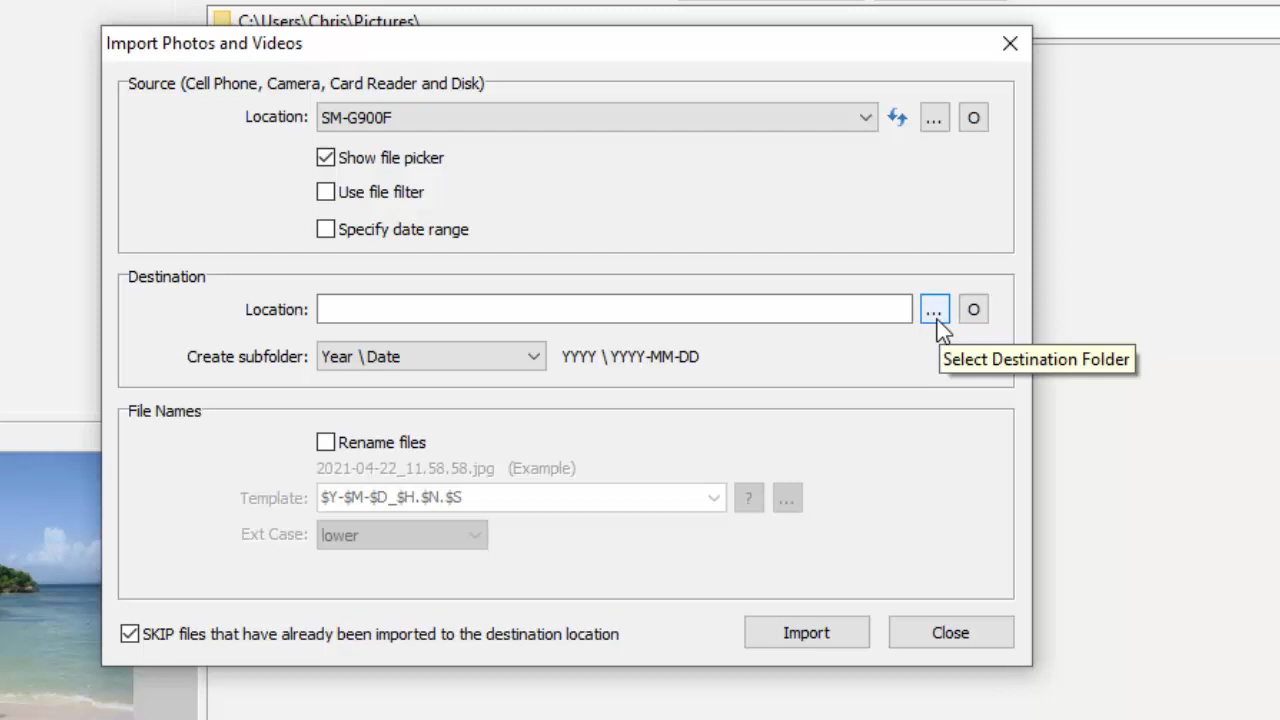 C:\Users\Chris\Pictures\
Import Photos and Videos
Source (Cell Phone, Camera, Card Reader and Disk)
Location: SM-G900F ... O
Show file picker
Use file filter
Specify date range
Destination
Location: ... O
Create subfolder: Year \Date YYYY \ YYYY-MM-DD
Select Destination Folder
File Names
Rename files
2021-04-22_11.58.58.jpg (Example)
Template: $Y-$M-$D_$H.$N.$S ? ...
Ext Case: lower
SKIP files that have already been imported to the destination location Import Close